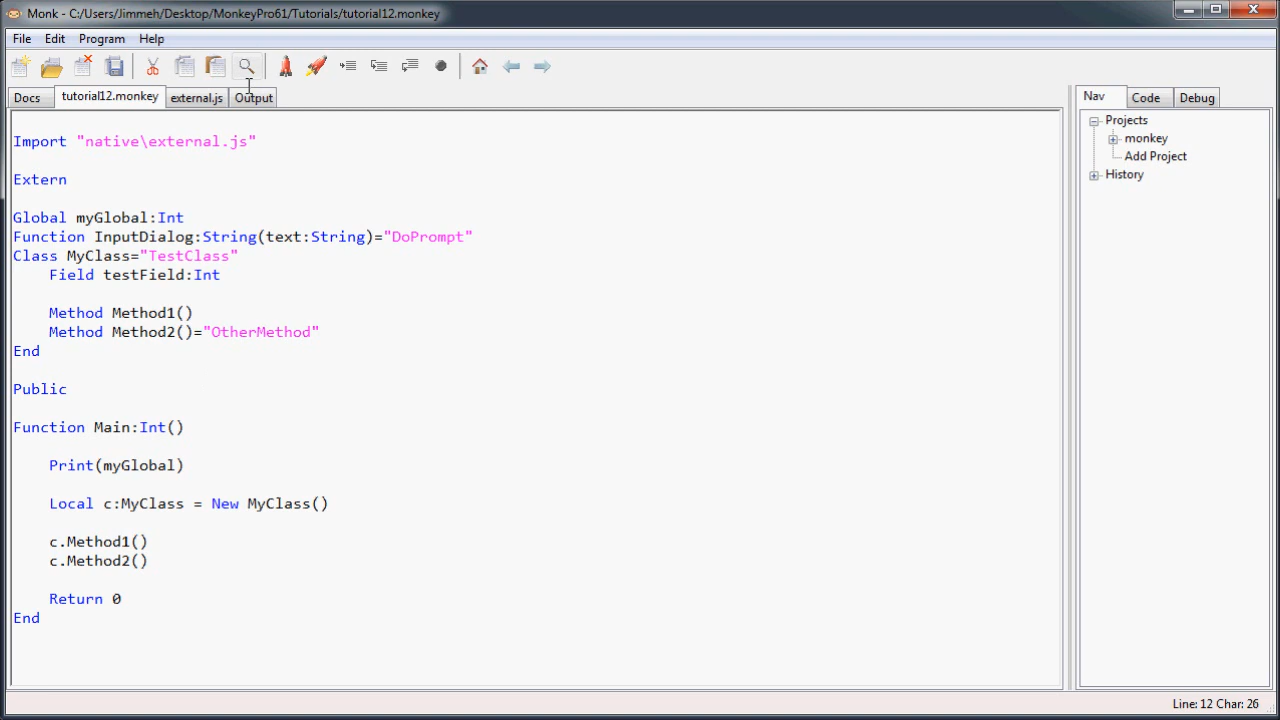 Monk - C:/Users/Jimmeh/Desktop/MonkeyPro61/Tutorials/tutorial12.monkey
File Edit Program Help
Docs tutorial12.monkey external.js Output
Nav Code Debug
Import "native\external.js"
Extern
Global myGlobal:Int
Function InputDialog:String(text:String)="DoPrompt"
Class MyClass="TestClass"
Field testField:Int
Method Method1()
Method Method2()="OtherMethod"
End
Public
Function Main:Int()
Print(myGlobal)
Local c:MyClass = New MyClass()
c.Method1()
c.Method2()
Return 0
End
Projects
monkey
Add Project
History
Line:12 Char:26